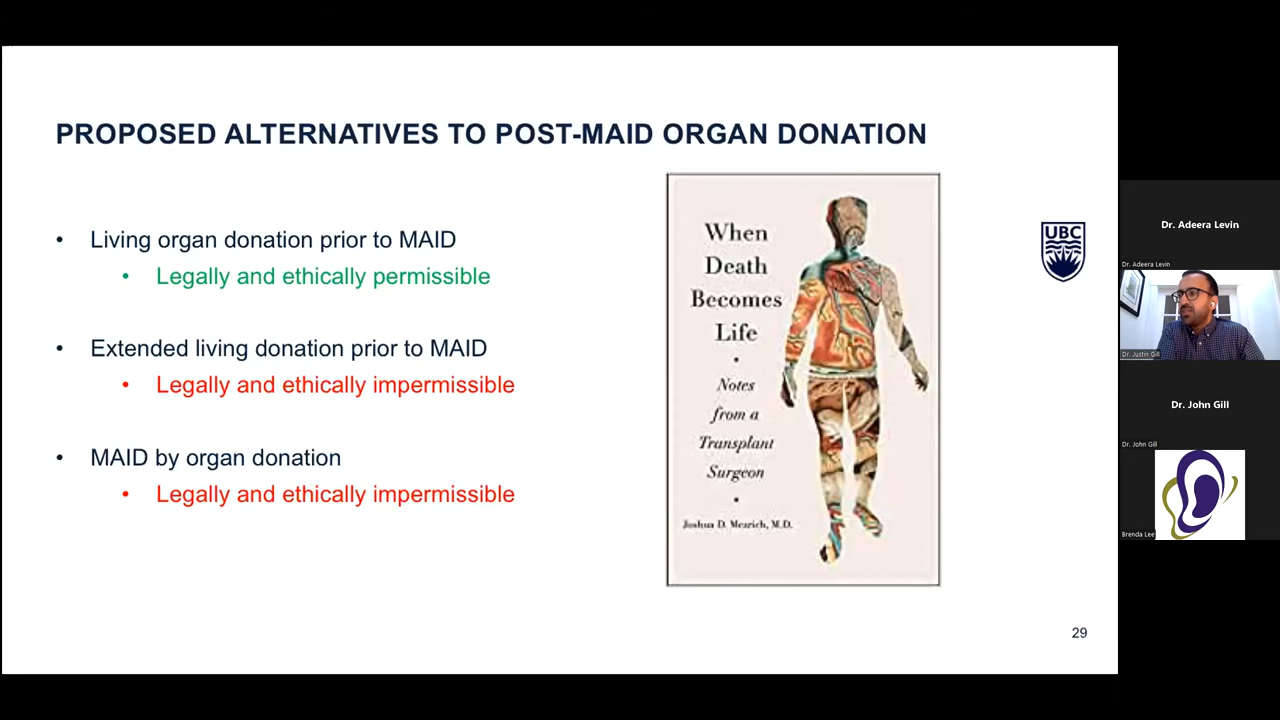 PROPOSED ALTERNATIVES TO POST-MAID ORGAN DONATION
• Living organ donation prior to MAID
• Legally and ethically permissible
• Extended living donation prior to MAID
• Legally and ethically impermissible
• MAID by organ donation
• Legally and ethically impermissible
When
Death
Becomes
Life
•
Notes
from a
Transplant
Surgeon
•
Joshua D. Mezrich, M.D.
UBC
29
Dr. Adeera Levin
Dr. Adeera Levin
Dr. Justin Gill
Dr. John Gill
Dr. John Gill
Brenda Lee